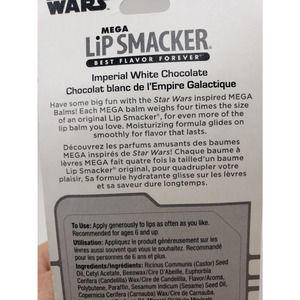 WARS
MEGA
LiP SMACKER®
BEST FLAVOR FOREVER
Imperial White Chocolate
Chocolat blanc de l'Empire Galactique
Have some big fun with the Star Wars inspired MEGA
Balms! Each MEGA balm weighs four times the size
of an original Lip Smacker®, for even more of the
lip balm you love. Moisturizing formula glides on
smoothly for flavor that lasts.
Découvrez les parfums amusants des baumes
MEGA inspirés de Star Wars! Chaque baume à
lèvres MEGA fait quatre fois la taille d'un baume
Lip Smacker® original, pour quadrupler votre
plaisir, Sa formule hydratante glisse sur les lèvres
et sa saveur dure longtemps.
To Use: Apply generously to lips as often as you like.
Recommended for ages 6 and up.
Utilisation: Appliquez le produit généreusement sur les
lèvres aussi souvent que vous le souhaitez. Recommandé
pour les personnes de 6 ans et plus.
Ingredients/Ingrédients: Ricinus Communis (Castor) Seed
Oil, Cetyl Acetate, Beeswax/Cire D'Abeille, Euphorbia
Cerifera (Candelilla) Wax/Cire de Candelilla, Flavor/Aroma,
Polybutene, Paraffin, Sesamum Indicum (Sesame) Seed Oil,
Copernicia Cerifera (Carnauba) Wax/Cire de Carnauba,